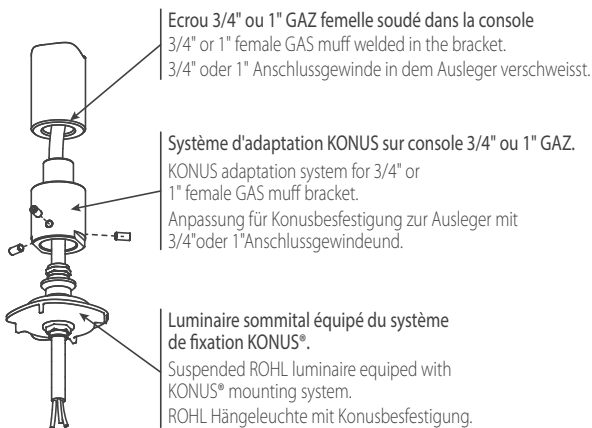 Ecrou 3/4" ou 1" GAZ femelle soudé dans la console
3/4" or 1" female GAS muff welded in the bracket.
3/4" oder 1" Anschlussgewinde in dem Ausleger verschweisst.
Système d'adaptation KONUS sur console 3/4" ou 1" GAZ.
KONUS adaptation system for 3/4" or
1" female GAS muff bracket.
Anpassung für Konusbefestigung zur Ausleger mit
3/4"oder 1"Anschlussgewindeund.
Luminaire sommital équipé du système
de fixation KONUS®.
Suspended ROHL luminaire equiped with
KONUS® mounting system.
ROHL Hängeleuchte mit Konusbefestigung.